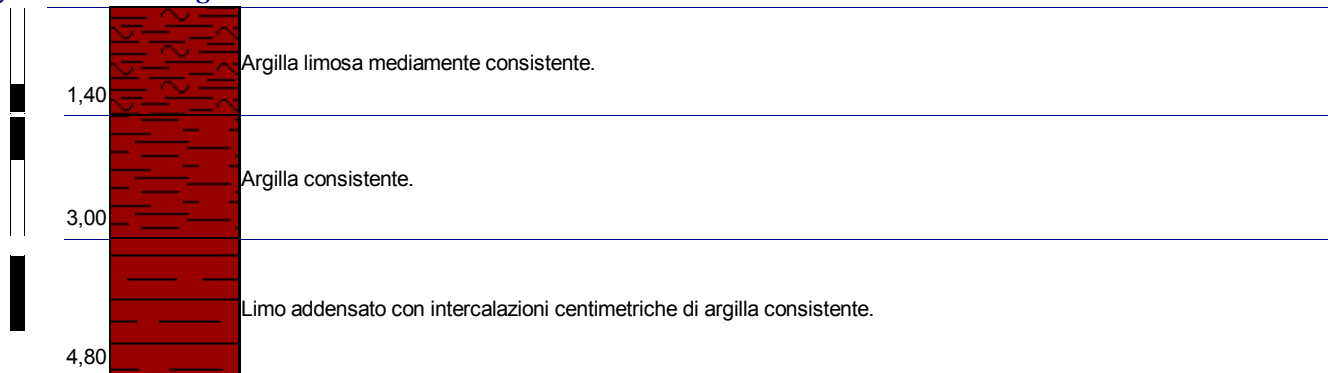 Argilla limosa mediamente consistente.
1,40
Argilla consistente.
3,00
Limo addensato con intercalazioni centimetriche di argilla consistente.
4,80